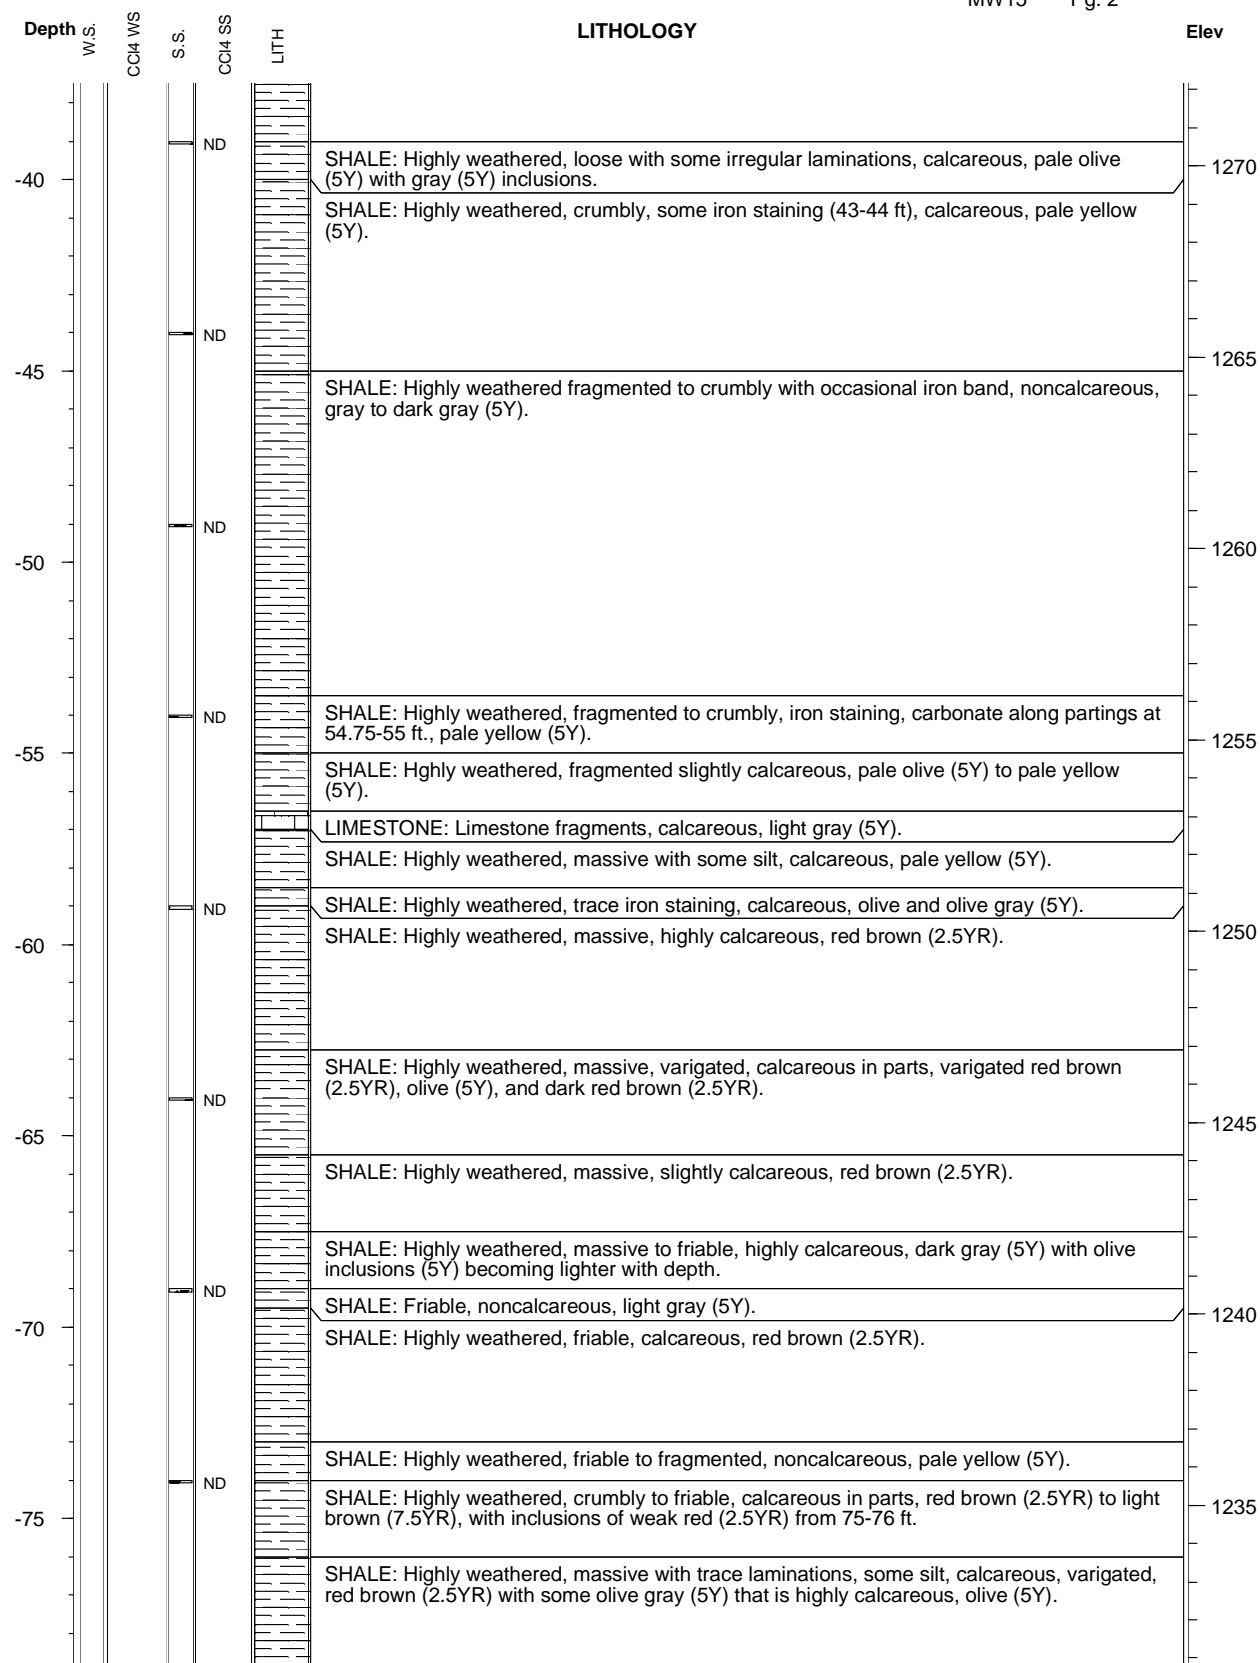 MW15 Pg. 2
Depth W.S. CCl4 WS S.S. CCl4 SS LITH LITHOLOGY Elev
ND
SHALE: Highly weathered, loose with some irregular laminations, calcareous, pale olive
(5Y) with gray (5Y) inclusions.
-40 1270
SHALE: Highly weathered, crumbly, some iron staining (43-44 ft), calcareous, pale yellow
(5Y).
ND
-45 1265
SHALE: Highly weathered fragmented to crumbly with occasional iron band, noncalcareous,
gray to dark gray (5Y).
ND
-50 1260
ND
SHALE: Highly weathered, fragmented to crumbly, iron staining, carbonate along partings at
54.75-55 ft., pale yellow (5Y).
-55 1255
SHALE: Hghly weathered, fragmented slightly calcareous, pale olive (5Y) to pale yellow
(5Y).
LIMESTONE: Limestone fragments, calcareous, light gray (5Y).
SHALE: Highly weathered, massive with some silt, calcareous, pale yellow (5Y).
ND
SHALE: Highly weathered, trace iron staining, calcareous, olive and olive gray (5Y).
-60 1250
SHALE: Highly weathered, massive, highly calcareous, red brown (2.5YR).
SHALE: Highly weathered, massive, varigated, calcareous in parts, varigated red brown
(2.5YR), olive (5Y), and dark red brown (2.5YR).
ND
-65 1245
SHALE: Highly weathered, massive, slightly calcareous, red brown (2.5YR).
SHALE: Highly weathered, massive to friable, highly calcareous, dark gray (5Y) with olive
inclusions (5Y) becoming lighter with depth.
ND
SHALE: Friable, noncalcareous, light gray (5Y).
-70 1240
SHALE: Highly weathered, friable, calcareous, red brown (2.5YR).
SHALE: Highly weathered, friable to fragmented, noncalcareous, pale yellow (5Y).
ND
SHALE: Highly weathered, crumbly to friable, calcareous in parts, red brown (2.5YR) to light
brown (7.5YR), with inclusions of weak red (2.5YR) from 75-76 ft.
-75 1235
SHALE: Highly weathered, massive with trace laminations, some silt, calcareous, varigated,
red brown (2.5YR) with some olive gray (5Y) that is highly calcareous, olive (5Y).